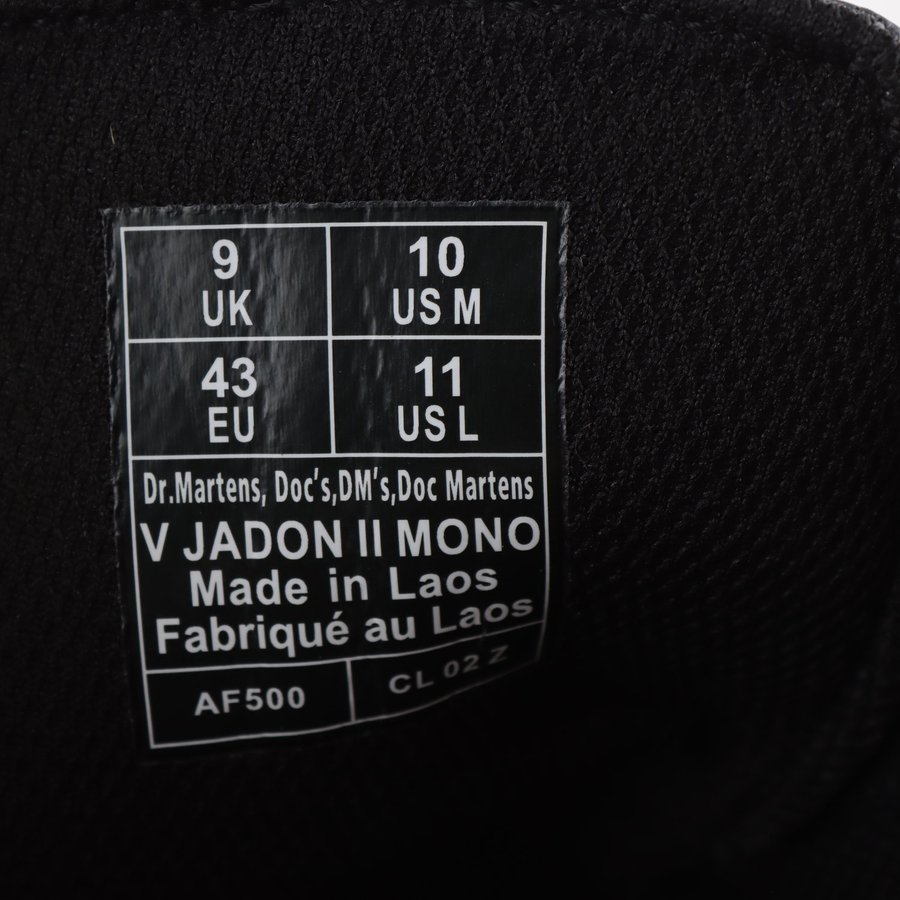 9
UK
10
US M
43
EU
11
US L
Dr.Martens, Doc's,DM's,Doc Martens
V JADON II MONO
Made in Laos
Fabriqué au Laos
AF500
CL 02 Z